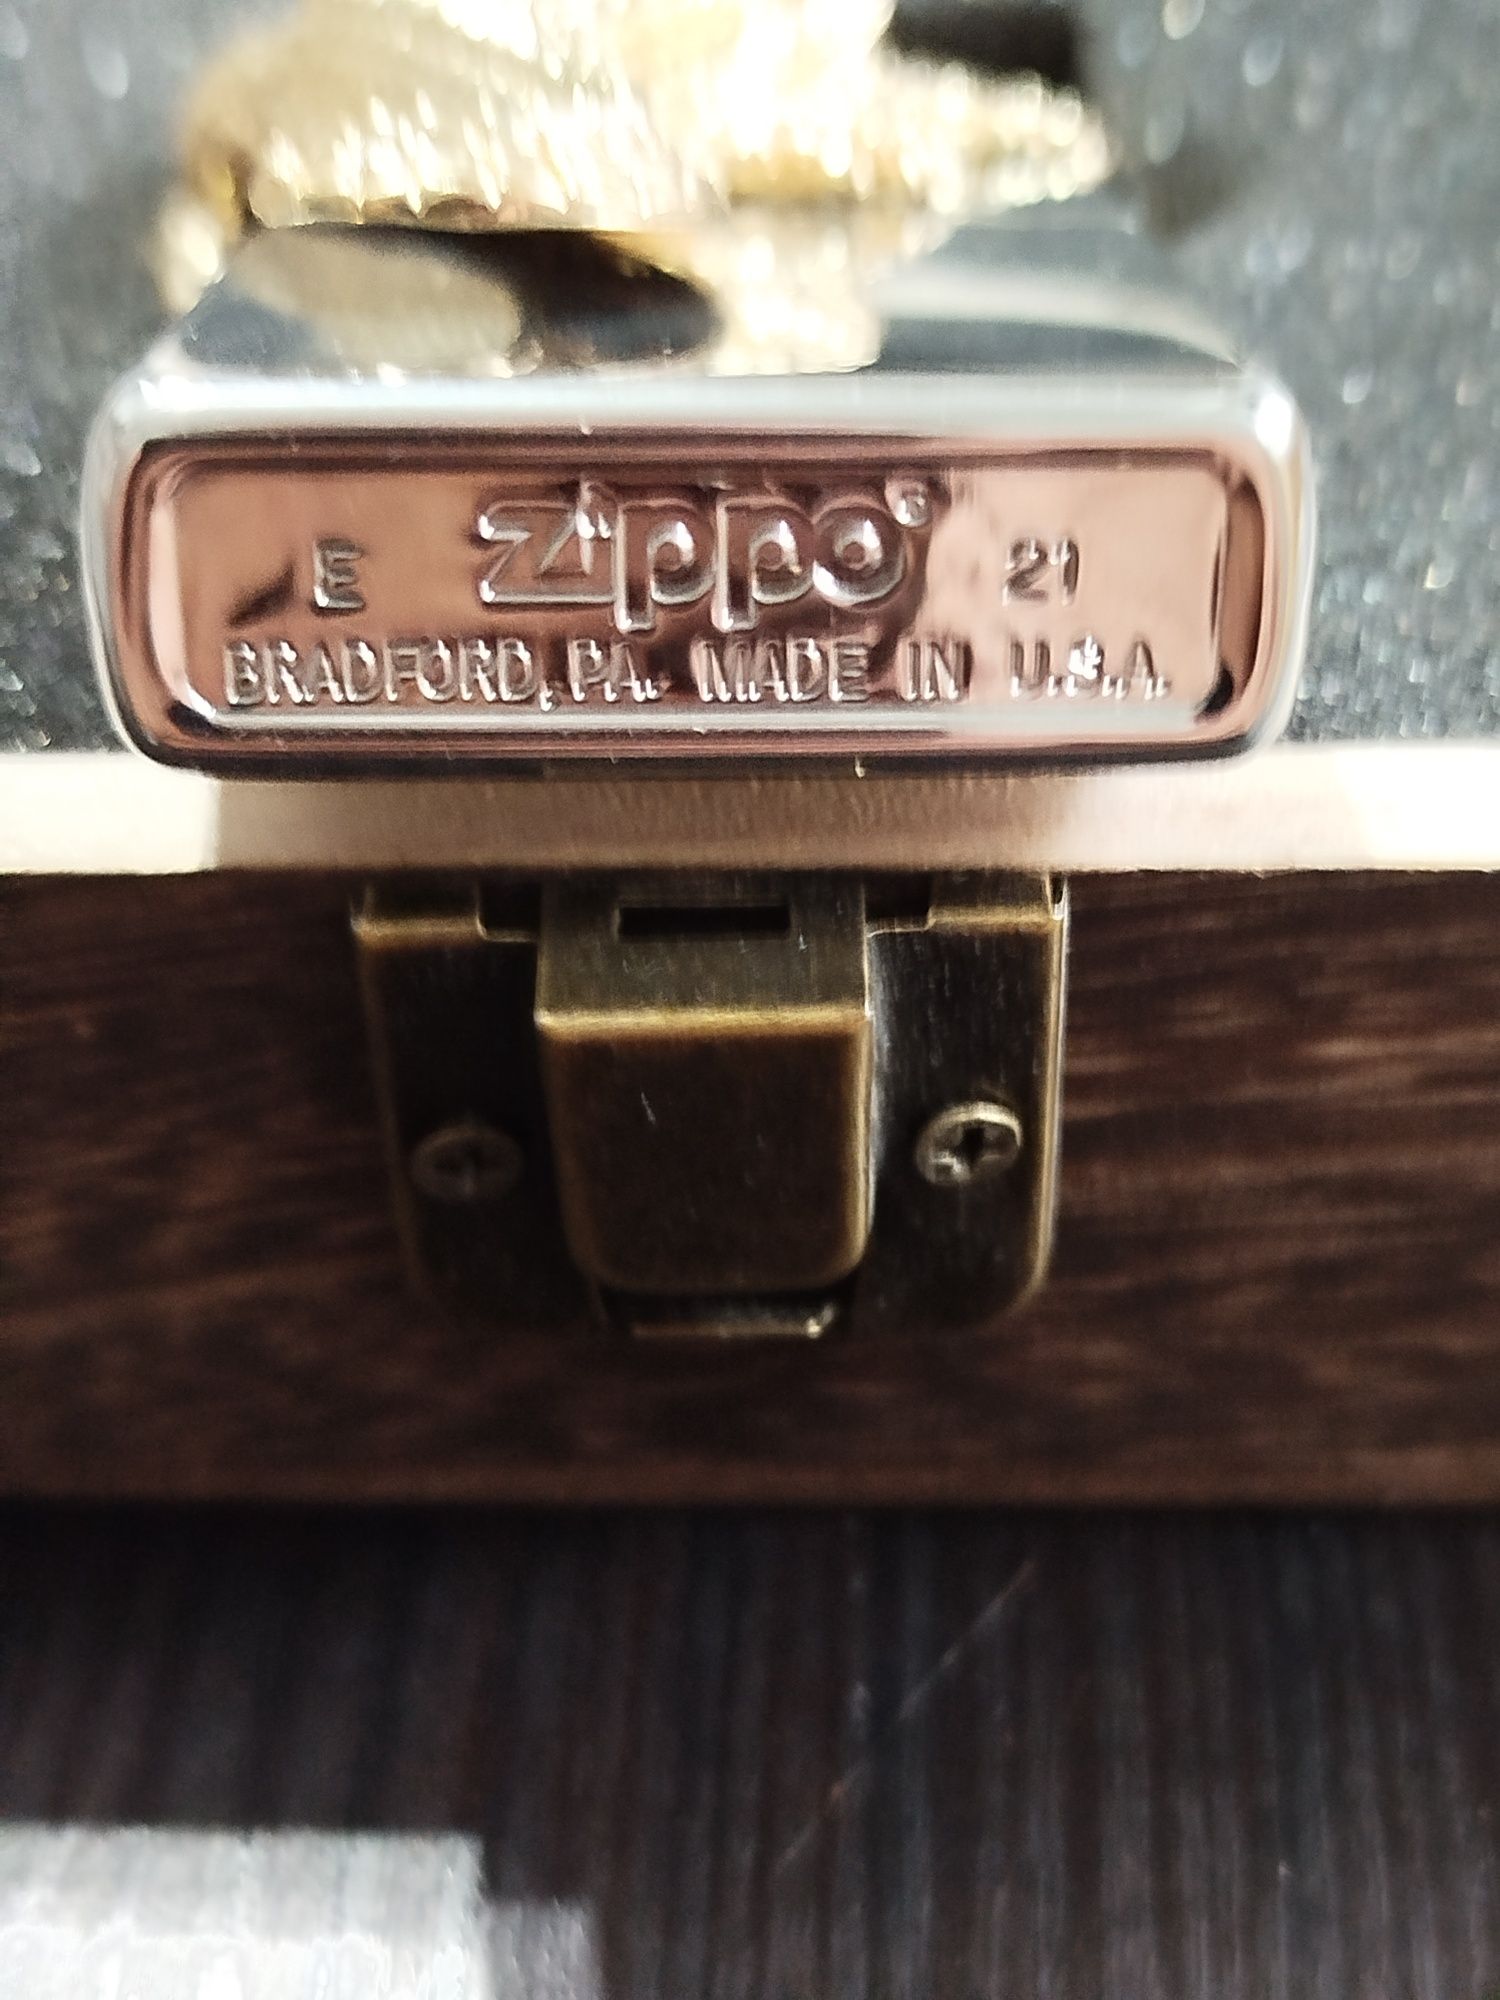 E zippo® 21
BRADFORD, PA. MADE IN U.S.A.